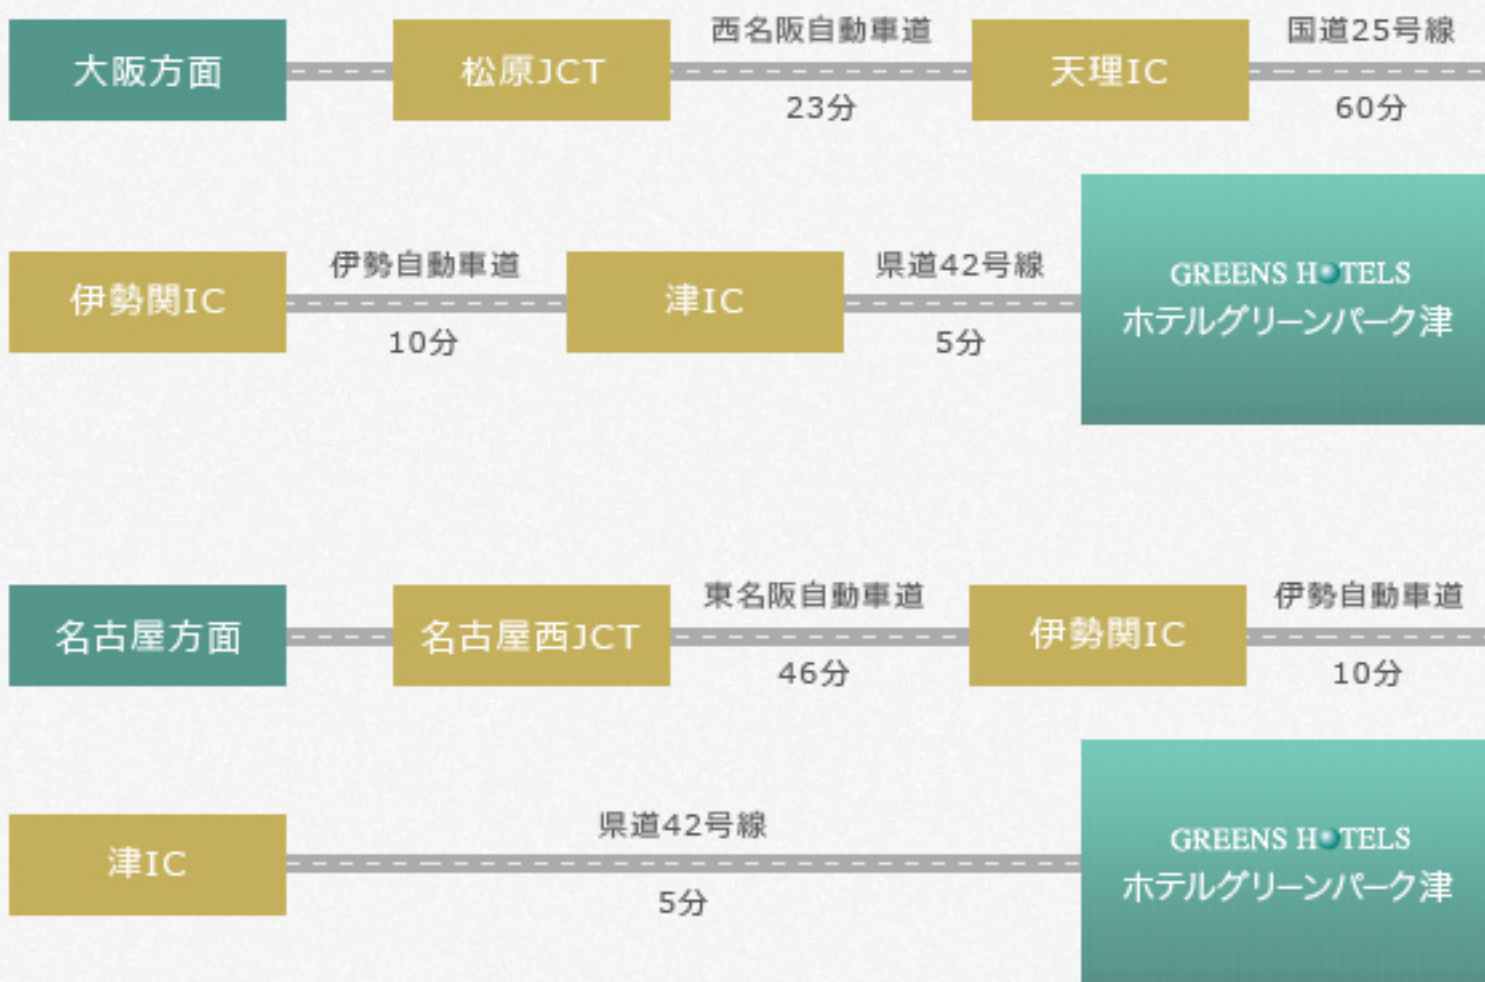 大阪方面
松原JCT
西名阪自動車道
23分
天理IC
国道25号線
60分
伊勢関IC
伊勢自動車道
10分
津IC
県道42号線
5分
GREENS HOTELS
ホテルグリーンパーク津
名古屋方面
名古屋西JCT
東名阪自動車道
46分
伊勢関IC
伊勢自動車道
10分
津IC
県道42号線
5分
GREENS HOTELS
ホテルグリーンパーク津